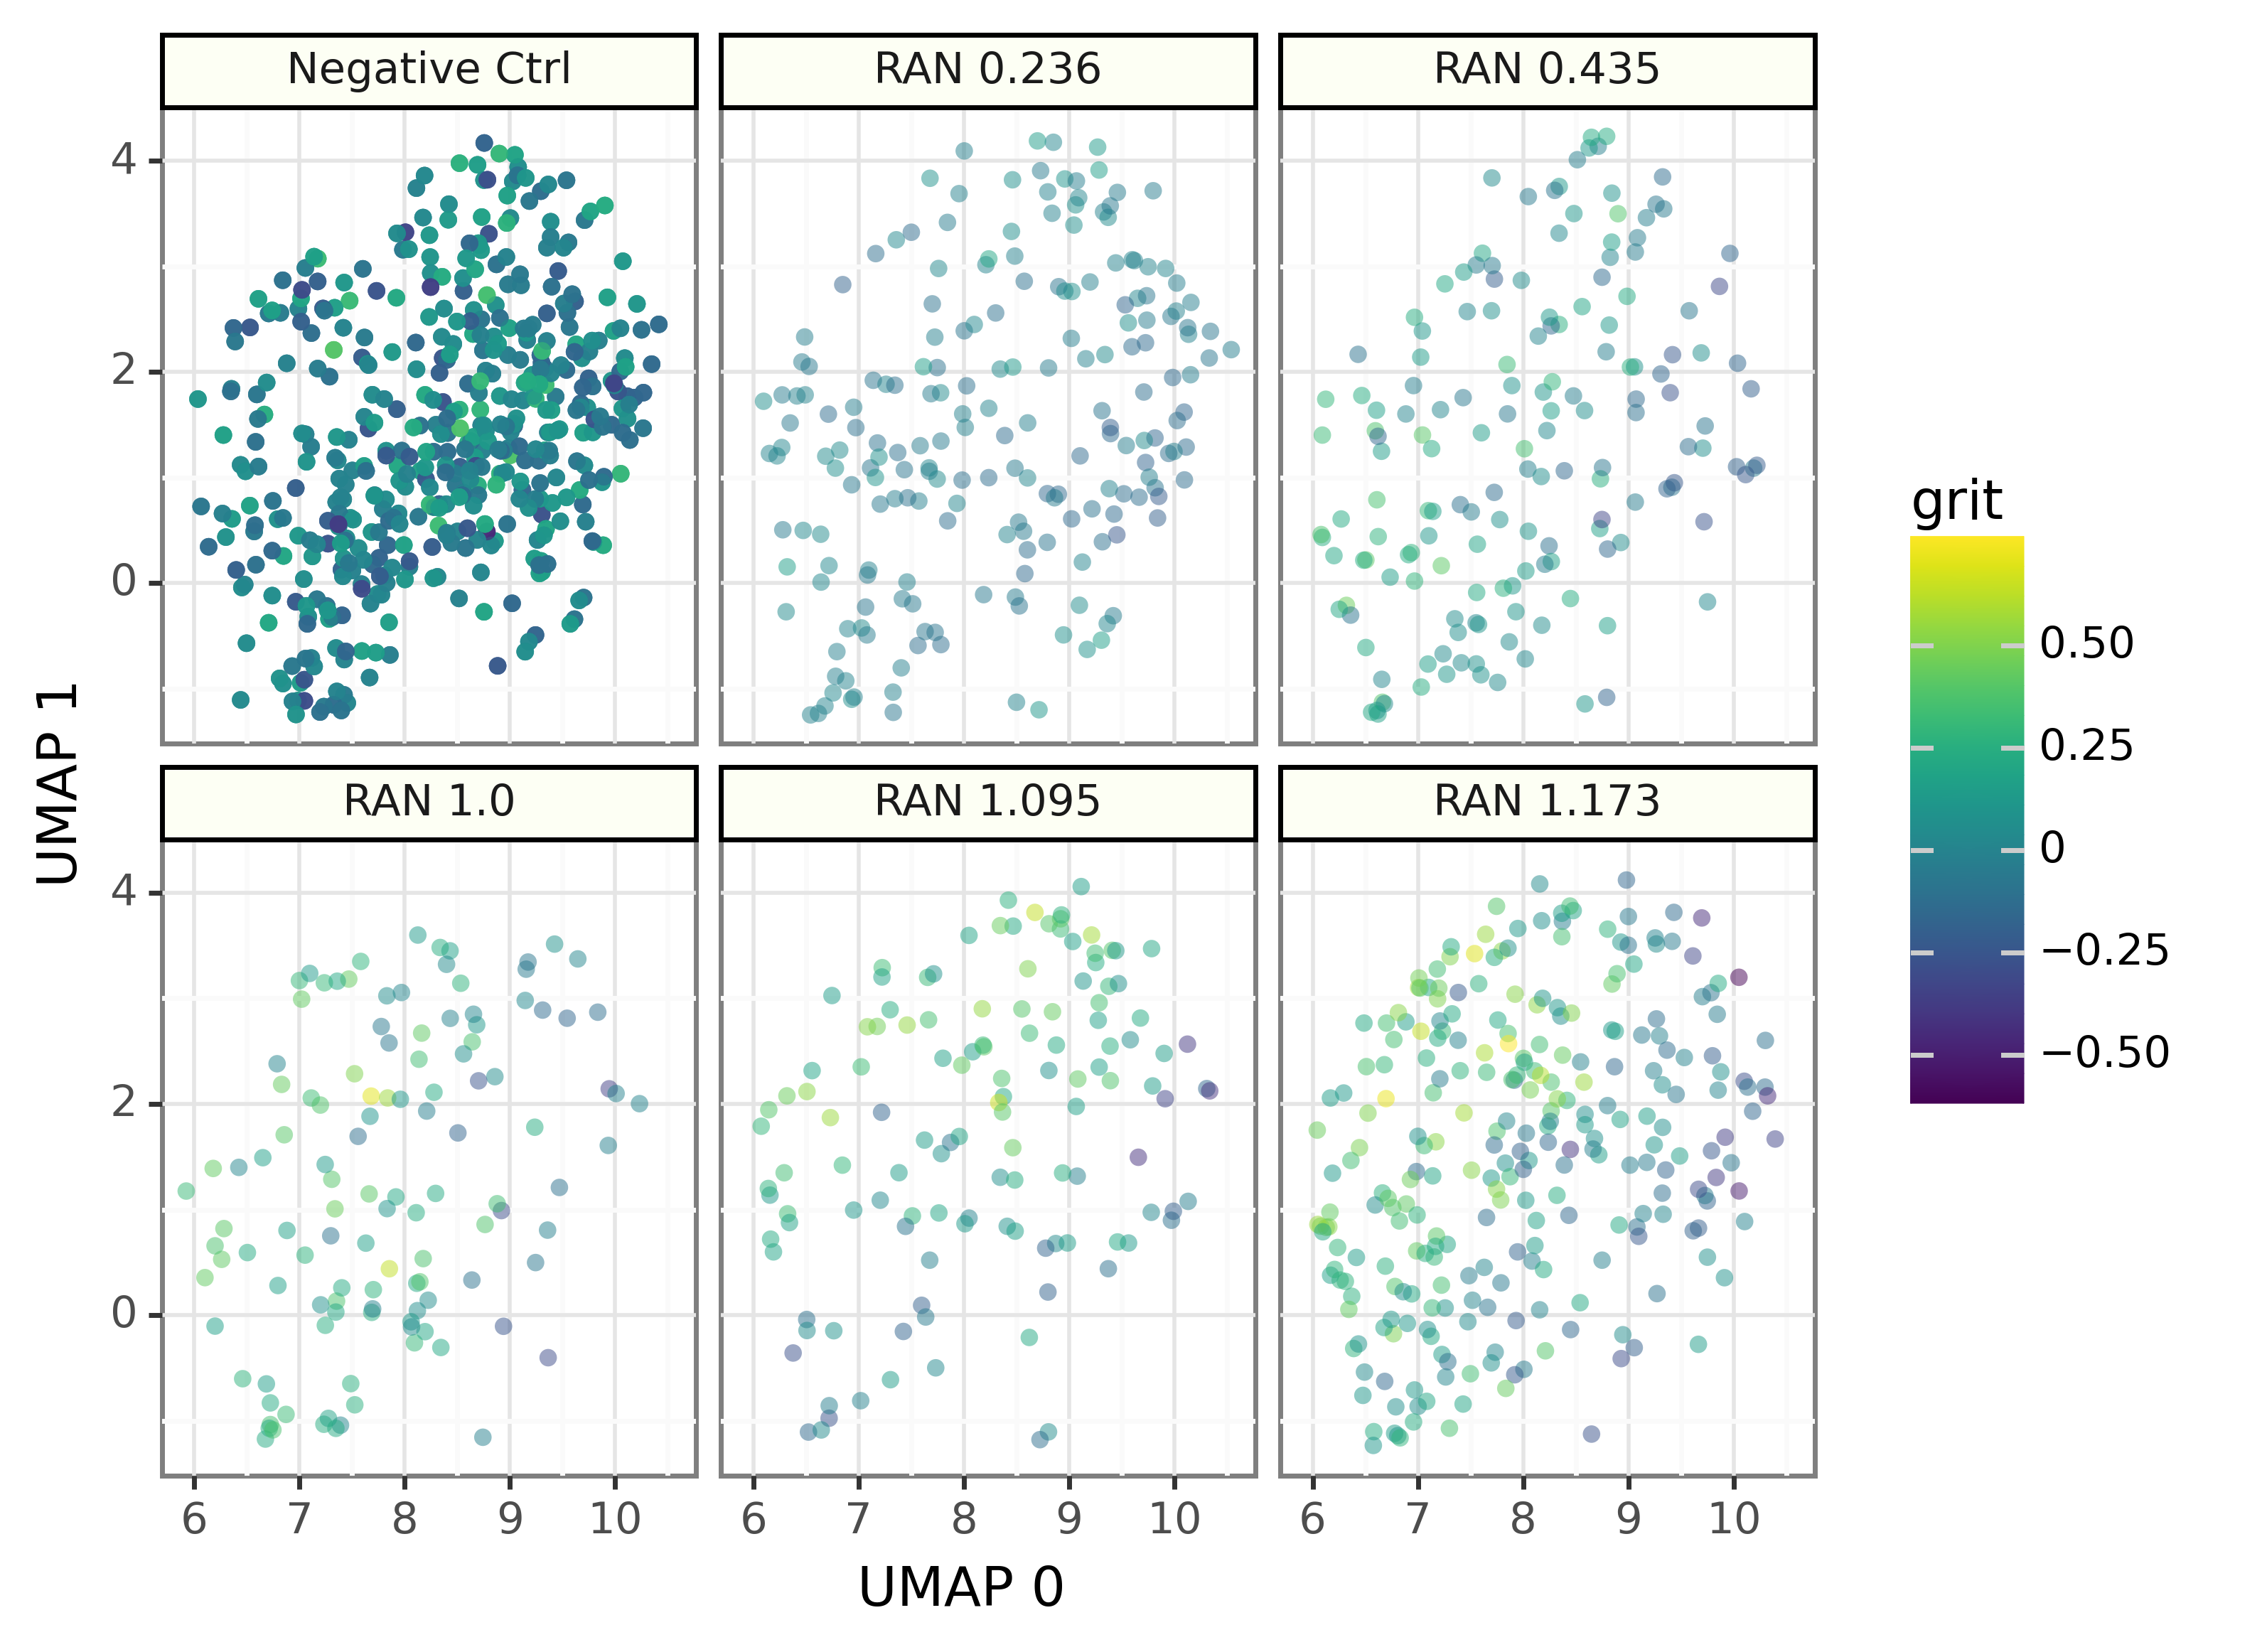 Negative Ctrl
RAN 0.236
RAN 0.435
4
2
0
RAN 1.0
RAN 1.095
RAN 1.173
4
2
0
6 7 8 9 10
6 7 8 9 10
6 7 8 9 10
UMAP 0
UMAP 1
grit
0.50
0.25
0
−0.25
−0.50